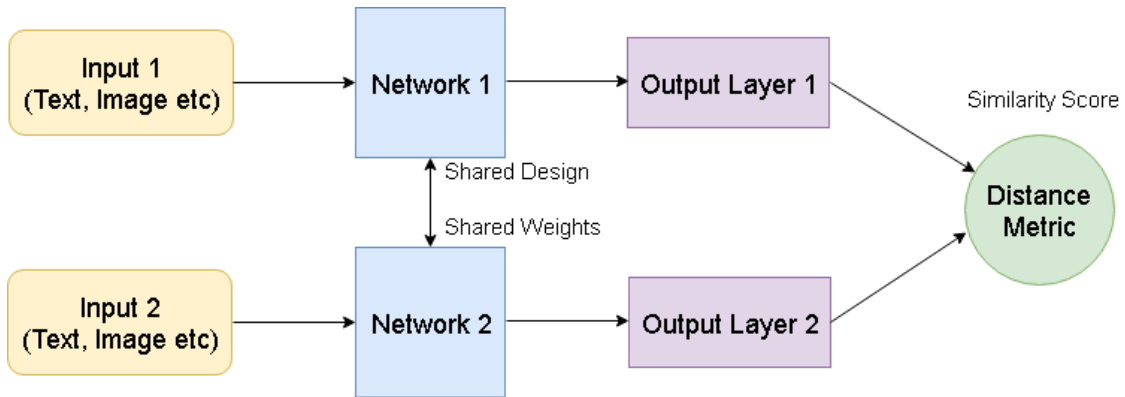 Input 1
(Text, Image etc)
Network 1
Output Layer 1
Similarity Score
Shared Design
Shared Weights
Distance
Metric
Input 2
(Text, Image etc)
Network 2
Output Layer 2